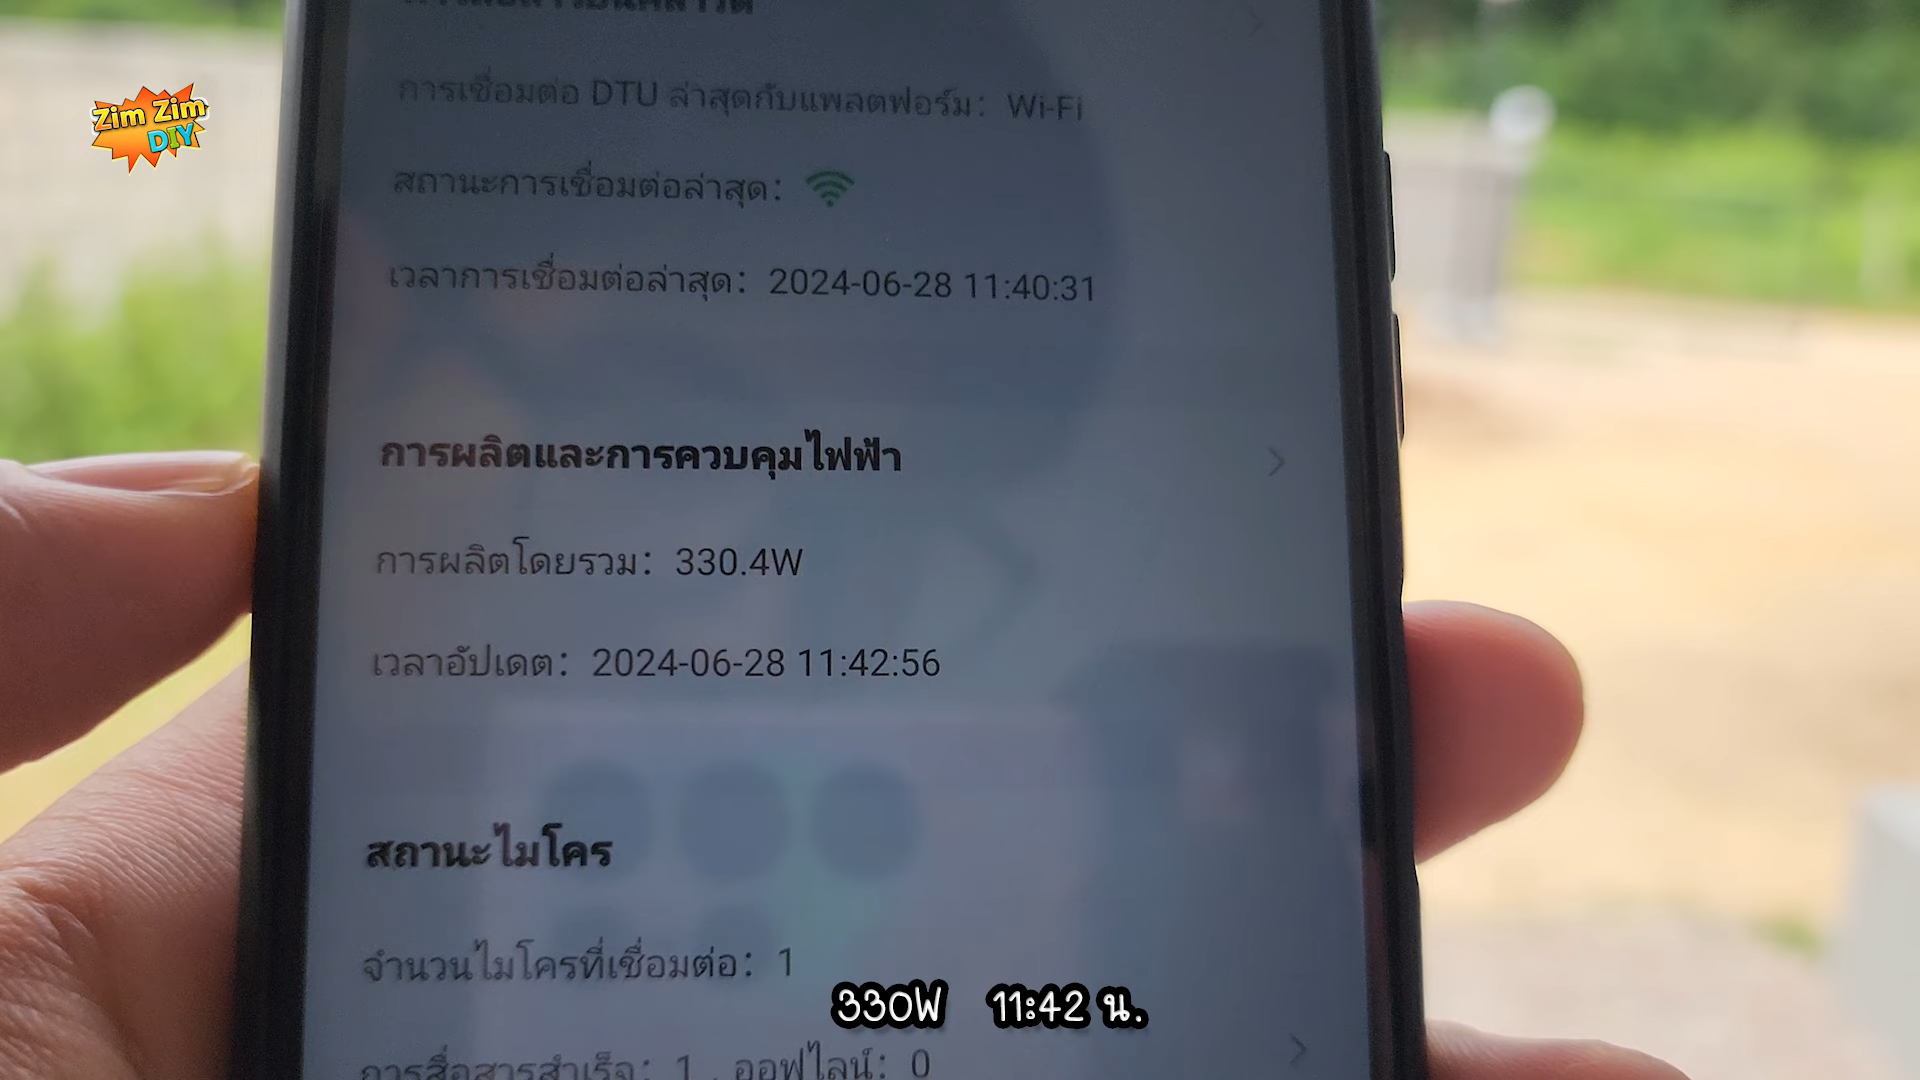 Zim Zim
DIY
การเชื่อมต่อ DTU ล่าสุดกับแพลตฟอร์ม: Wi-Fi
สถานะการเชื่อมต่อล่าสุด:
เวลาการเชื่อมต่อล่าสุด: 2024-06-28 11:40:31
การผลิตและการควบคุมไฟฟ้า
การผลิตโดยรวม: 330.4W
เวลาอัปเดต: 2024-06-28 11:42:56
สถานะไมโคร
จำนวนไมโครที่เชื่อมต่อ: 1
330W 11:42 น.
การสื่อสารสำเร็จ: 1 , ออฟไลน์: 0